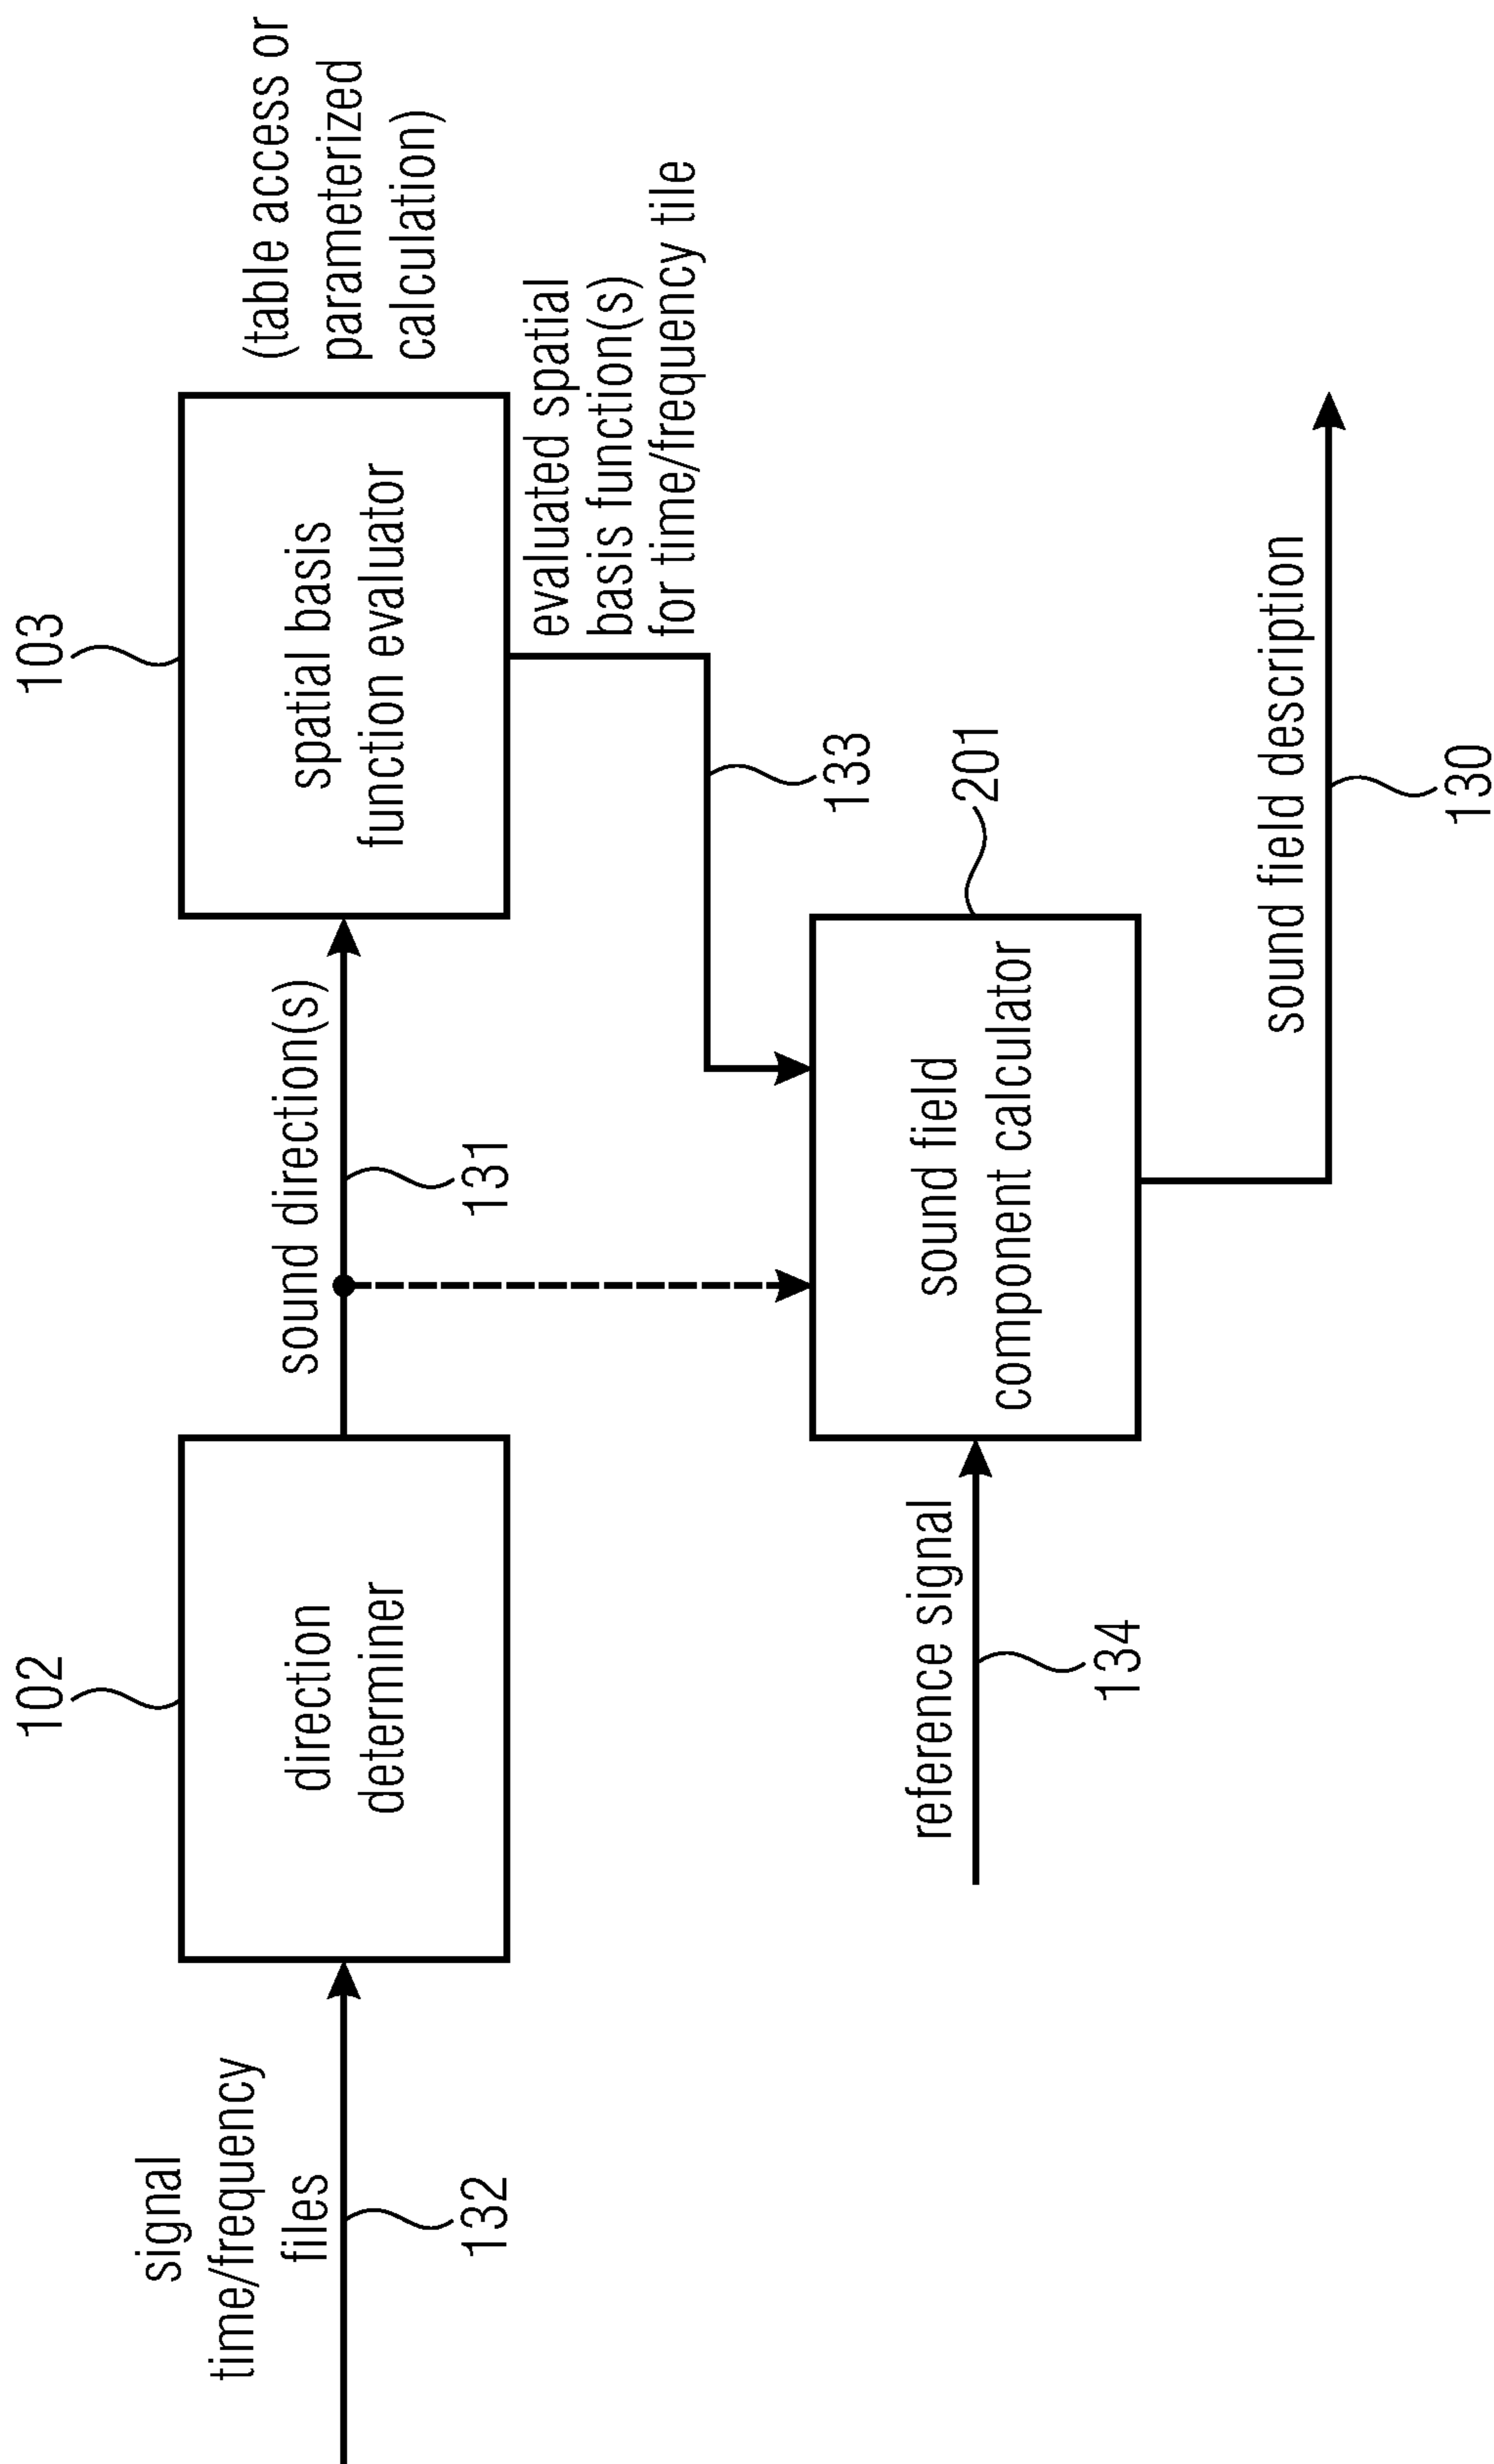 102
103
signal
time/frequency
files
132
direction
determiner
sound direction(s)
131
spatial basis
function evaluator
(table access or
parameterized
calculation)
evaluated spatial
basis function(s)
for time/frequency tile
133
reference signal
134
201
sound field
component calculator
sound field description
130